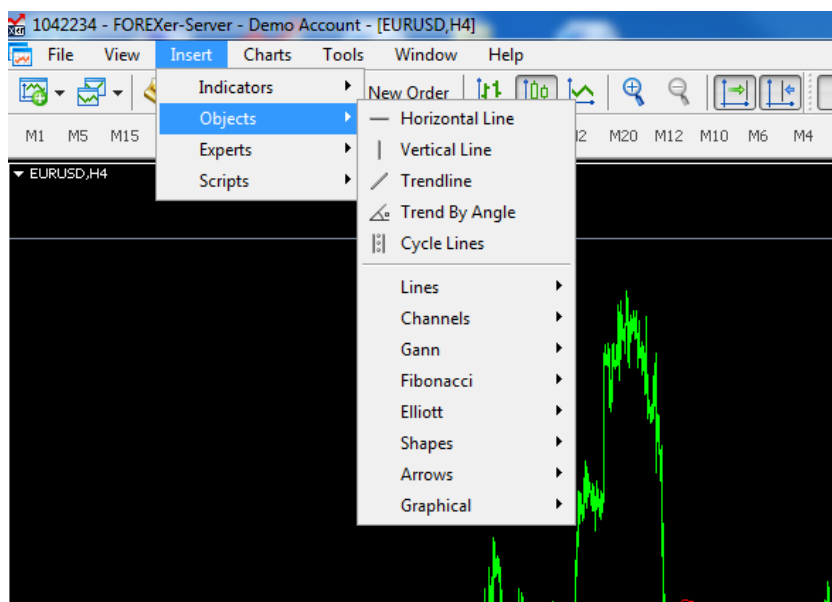 1042234 - FOREXer-Server - Demo Account - [EURUSD,H4]
File View Insert Charts Tools Window Help
Indicators New Order
Objects
Experts
Scripts
Horizontal Line
Vertical Line
Trendline
Trend By Angle
Cycle Lines
Lines
Channels
Gann
Fibonacci
Elliott
Shapes
Arrows
Graphical
M1 M5 M15 M20 M12 M10 M6 M4
EURUSD,H4